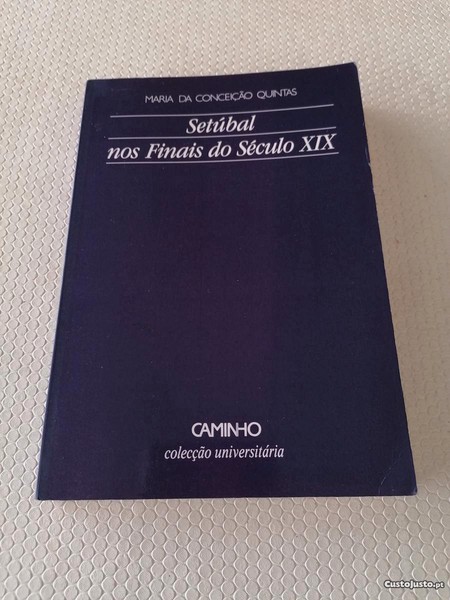 MARIA DA CONCEIÇÃO QUINTAS
Setúbal
nos Finais do Século XIX
CAMINHO
colecção universitária
CustoJusto.pt